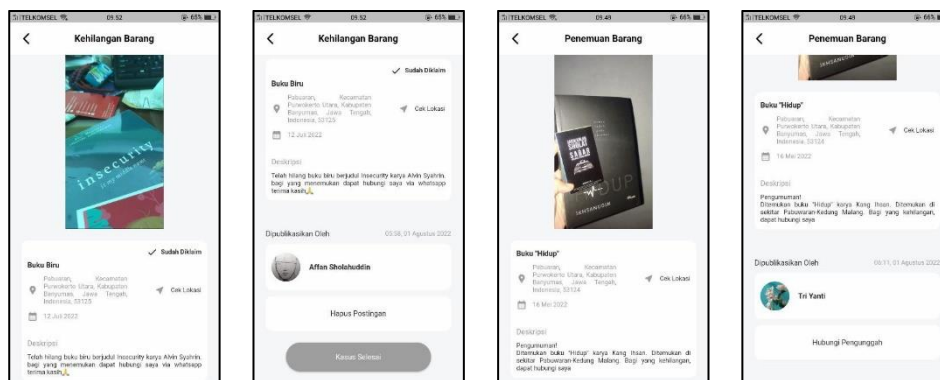 TELKOMSEL 09.52 65%
Kehilangan Barang
insecurity
is my middle name
Sudah Diklaim
Buku Biru
Pabuaran, Kecamatan
Purwokerto Utara, Kabupaten
Banyumas, Jawa Tengah,
Indonesia, 53125
Cek Lokasi
12 Juli 2022
Deskripsi
Telah hilang buku biru berjudul Insecurity karya Alvin Syahrin.
bagi yang menemukan dapat hubungi saya via whatsapp
terima kasih🙏
TELKOMSEL 09.52 65%
Kehilangan Barang
Sudah Diklaim
Buku Biru
Pabuaran, Kecamatan
Purwokerto Utara, Kabupaten
Banyumas, Jawa Tengah,
Indonesia, 53125
Cek Lokasi
12 Juli 2022
Deskripsi
Telah hilang buku biru berjudul Insecurity karya Alvin Syahrin.
bagi yang menemukan dapat hubungi saya via whatsapp
terima kasih🙏
Dipublikasikan Oleh 03:58, 01 Agustus 2022
Affan Sholahuddin
Hapus Postingan
Kasus Selesai
TELKOMSEL 09.49 66%
Penemuan Barang
SABAR
HIDUP
Buku "Hidup"
Pabuaran, Kecamatan
Purwokerto Utara, Kabupaten
Banyumas, Jawa Tengah,
Indonesia, 53124
Cek Lokasi
16 Mei 2022
Deskripsi
Pengumuman!
Ditemukan buku "Hidup" karya Kang Ihsan. Ditemukan di
sekitar Pabuwaran-Kedung Malang. Bagi yang kehilangan,
dapat hubungi saya
TELKOMSEL 09.49 66%
Penemuan Barang
Buku "Hidup"
Pabuaran, Kecamatan
Purwokerto Utara, Kabupaten
Banyumas, Jawa Tengah,
Indonesia, 53124
Cek Lokasi
16 Mei 2022
Deskripsi
Pengumuman!
Ditemukan buku "Hidup" karya Kang Ihsan. Ditemukan di
sekitar Pabuwaran-Kedung Malang. Bagi yang kehilangan,
dapat hubungi saya
Dipublikasikan Oleh 05:11, 01 Agustus 2022
Tri Yanti
Hubungi Pengunggah